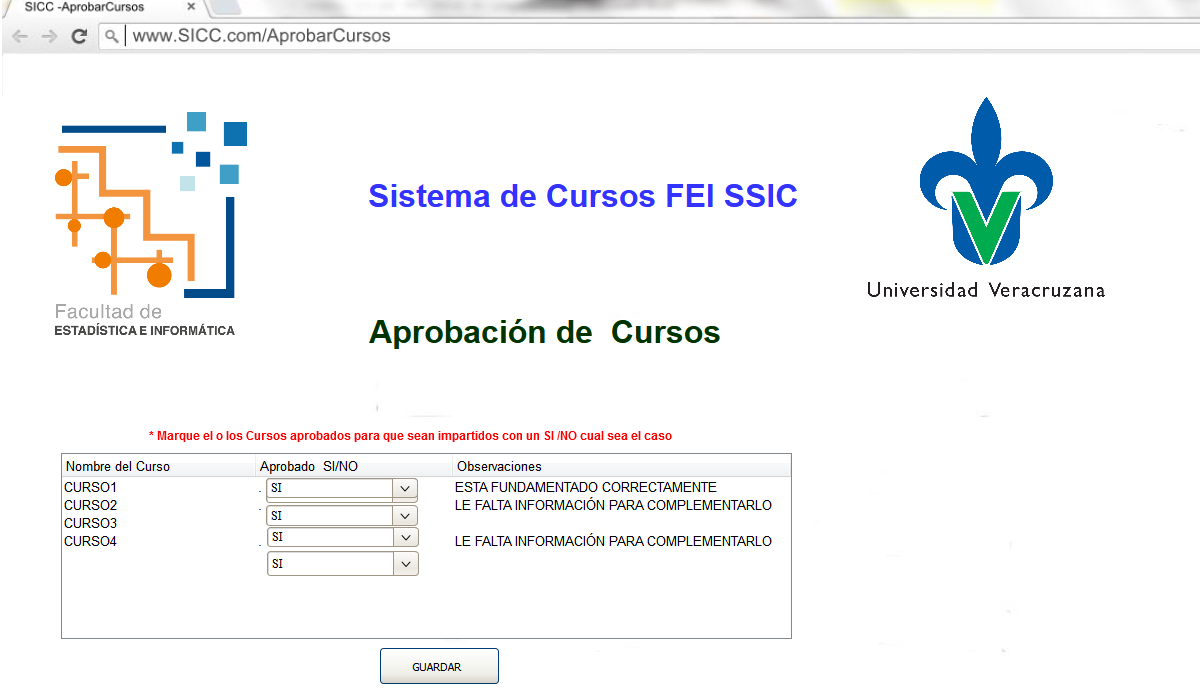 SICC -AprobarCursos
www.SICC.com/AprobarCursos
Sistema de Cursos FEI SSIC
Universidad Veracruzana
Facultad de
ESTADÍSTICA E INFORMÁTICA
Aprobación de Cursos
* Marque el o los Cursos aprobados para que sean impartidos con un SI /NO cual sea el caso
Nombre del Curso Aprobado SI/NO Observaciones
CURSO1 . SI ESTA FUNDAMENTADO CORRECTAMENTE
CURSO2 . SI LE FALTA INFORMACIÓN PARA COMPLEMENTARLO
CURSO3 SI
CURSO4 . SI LE FALTA INFORMACIÓN PARA COMPLEMENTARLO
GUARDAR